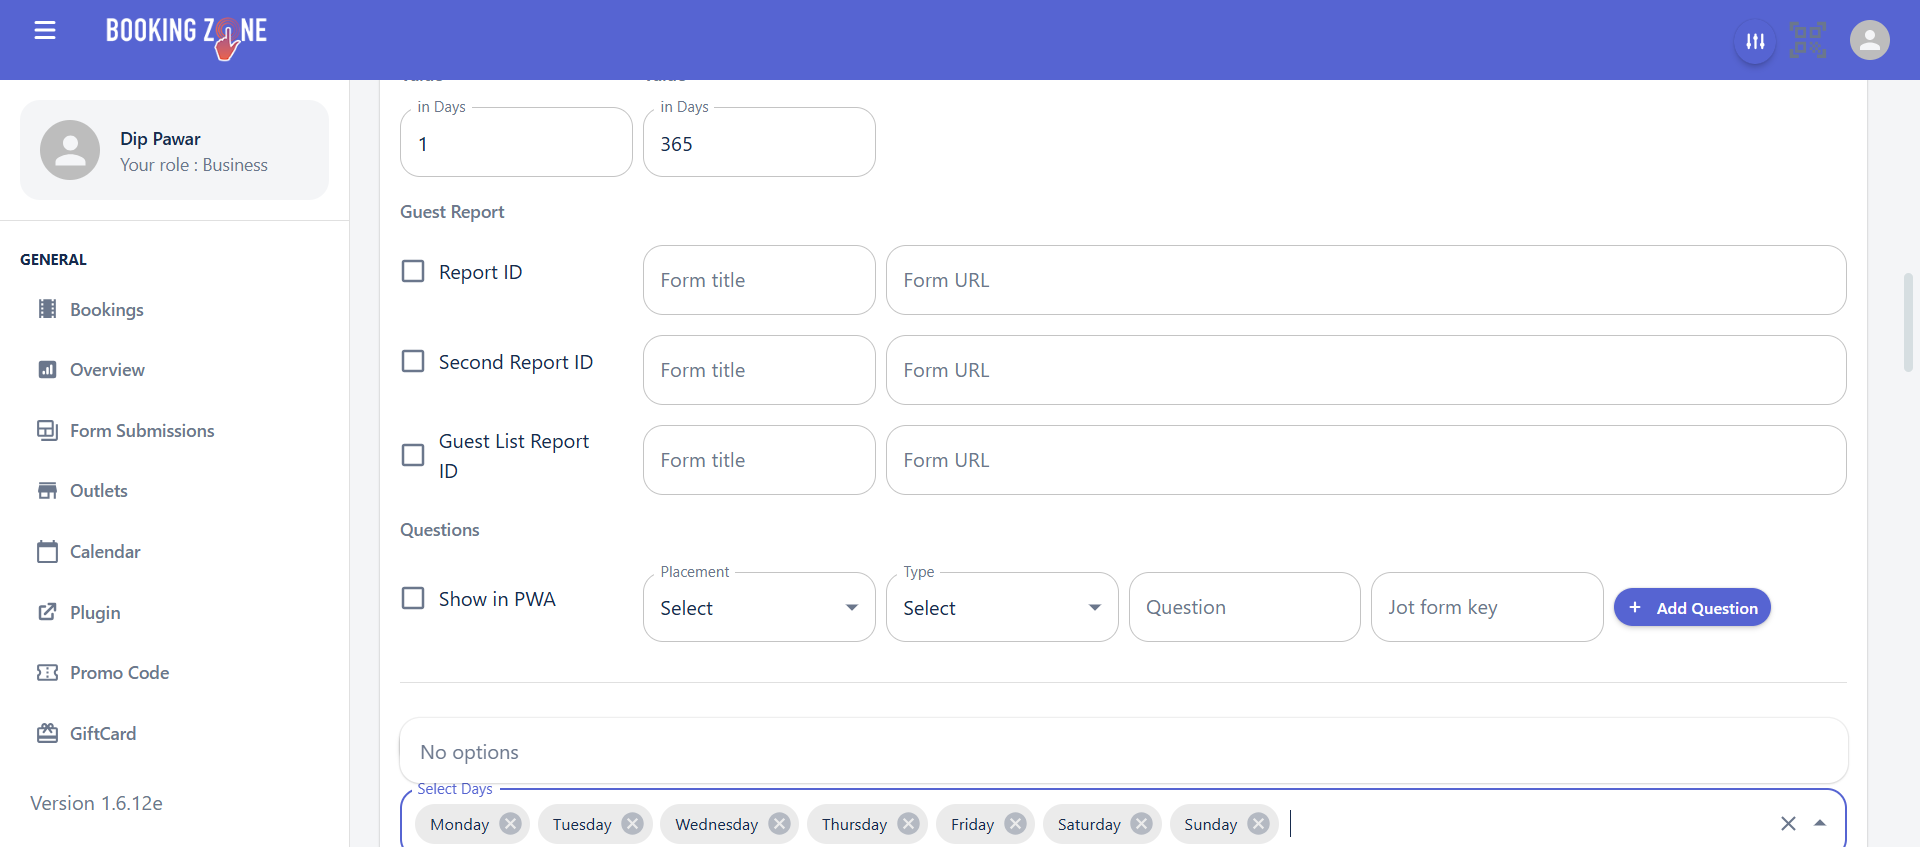 BOOKING ZONE
Dip Pawar
Your role : Business
GENERAL
Bookings
Overview
Form Submissions
Outlets
Calendar
Plugin
Promo Code
GiftCard
Version 1.6.12e
in Days
1
in Days
365
Guest Report
Report ID
Form title
Form URL
Second Report ID
Form title
Form URL
Guest List Report
ID
Form title
Form URL
Questions
Show in PWA
Placement
Select
Type
Select
Question
Jot form key
+ Add Question
No options
Select Days
Monday Tuesday Wednesday Thursday Friday Saturday Sunday